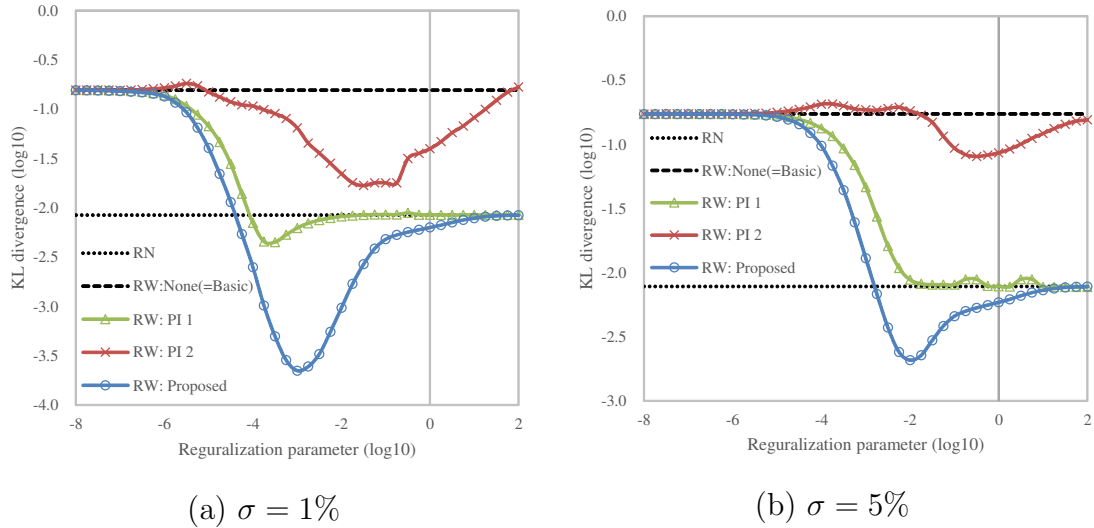 0.0
-0.5
-1.0
-1.5
-2.0
-2.5
-3.0
-3.5
-4.0
KL divergence (log10)
RN
RW:None(=Basic)
RW: PI 1
RW: PI 2
RW: Proposed
-8
-6
-4
-2
0
2
Reguralization parameter (log10)
(a) σ = 1%
0.0
-0.5
-1.0
-1.5
-2.0
-2.5
-3.0
KL divergence (log10)
RN
RW:None(=Basic)
RW: PI 1
RW: PI 2
RW: Proposed
-8
-6
-4
-2
0
2
Reguralization parameter (log10)
(b) σ = 5%